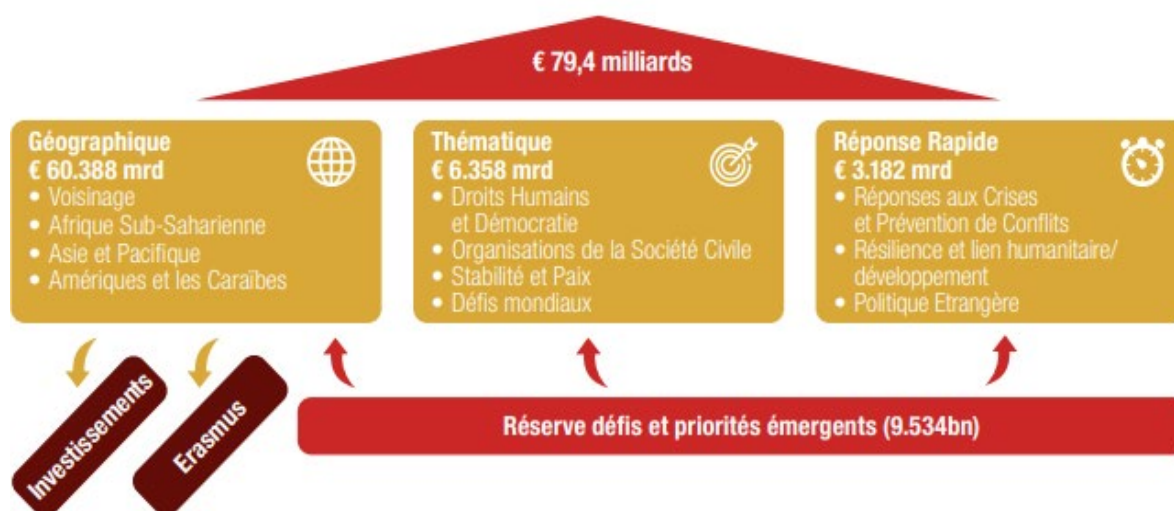 € 79,4 milliards
Géographique
€ 60.388 mrd
• Voisinage
• Afrique Sub-Saharienne
• Asie et Pacifique
• Amériques et les Caraïbes
Thématique
€ 6.358 mrd
• Droits Humains
et Démocratie
• Organisations de la Société Civile
• Stabilité et Paix
• Défis mondiaux
Réponse Rapide
€ 3.182 mrd
• Réponses aux Crises
et Prévention de Conflits
• Résilience et lien humanitaire/
développement
• Politique Etrangère
Investissements
Erasmus
Réserve défis et priorités émergents (9.534bn)